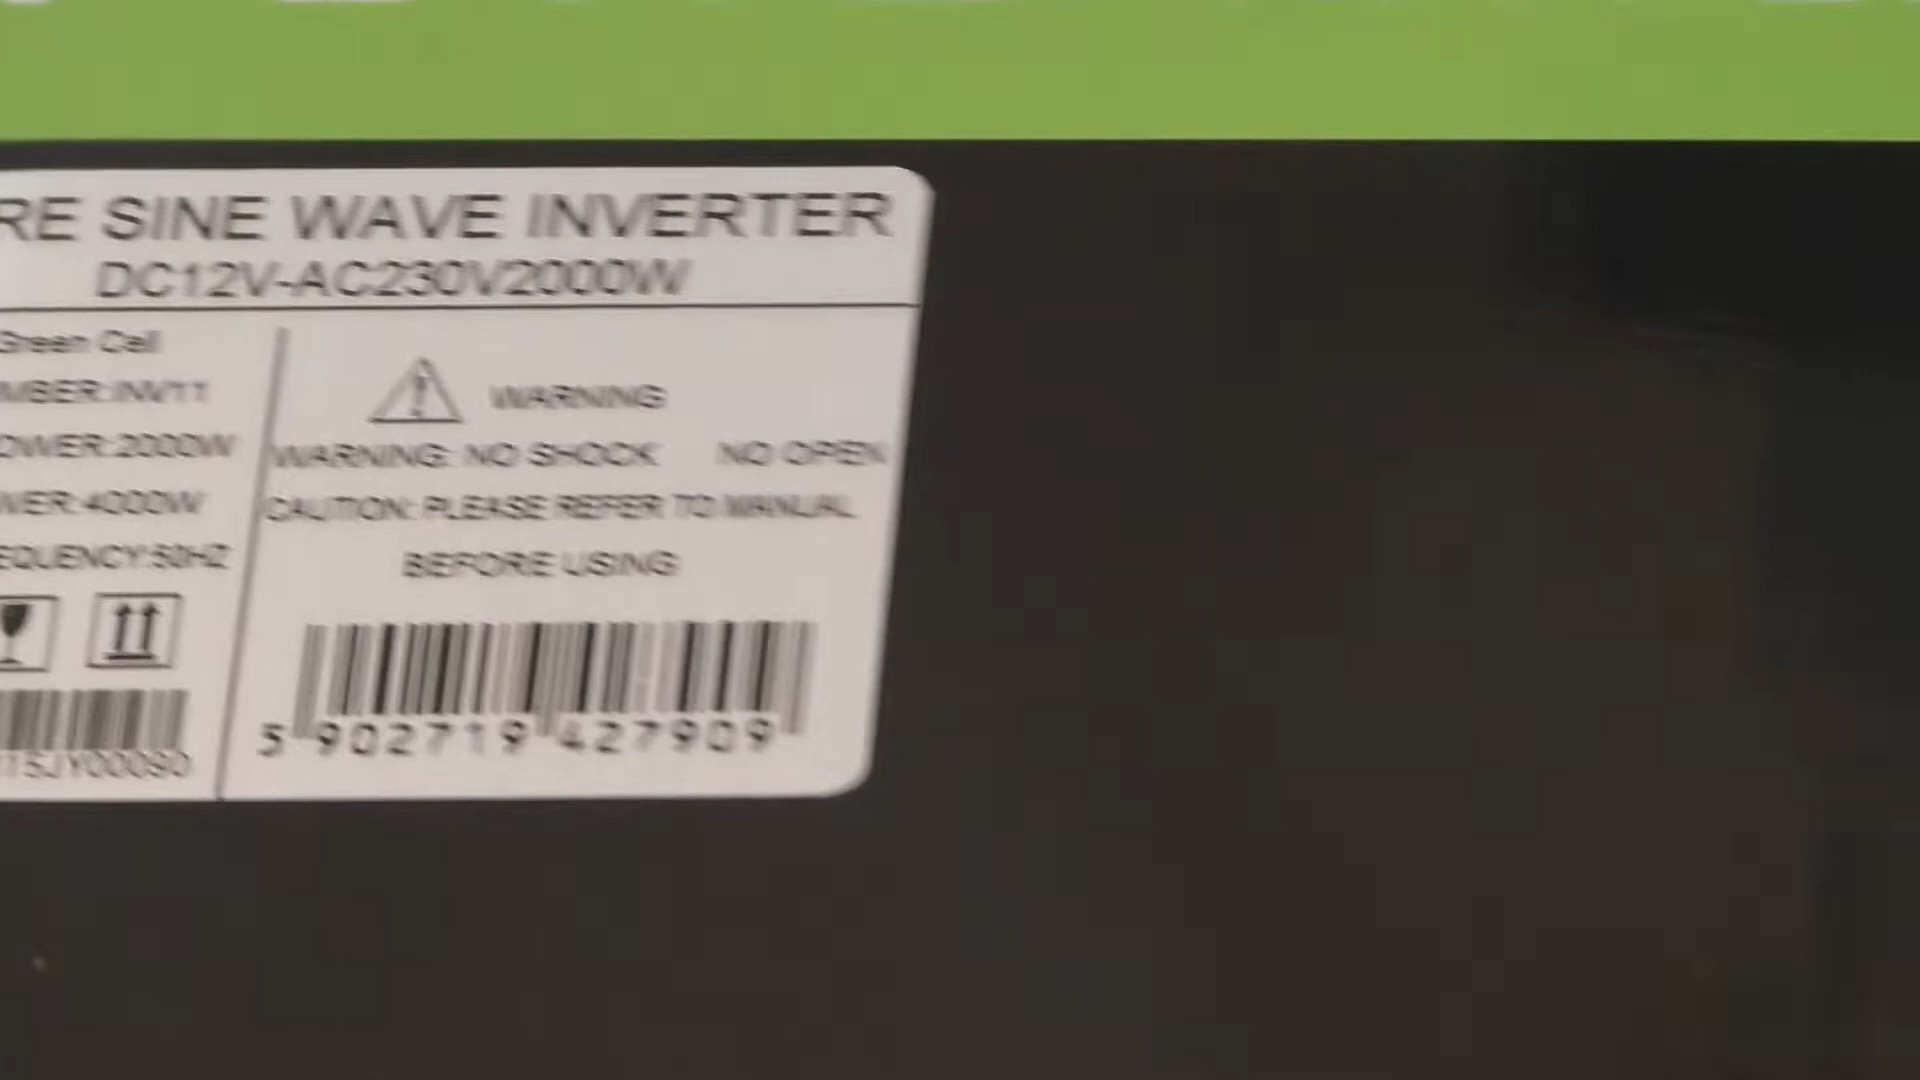 RE SINE WAVE INVERTER
DC12V-AC230V2000W
Green Cell
MBER:INV11
OWER:2000W
WER:4000W
EQUENCY:50HZ
WARNING
WARNING: NO SHOCK NO OPEN
CAUTION: PLEASE REFER TO MANUAL
BEFORE USING
5 902719 427909